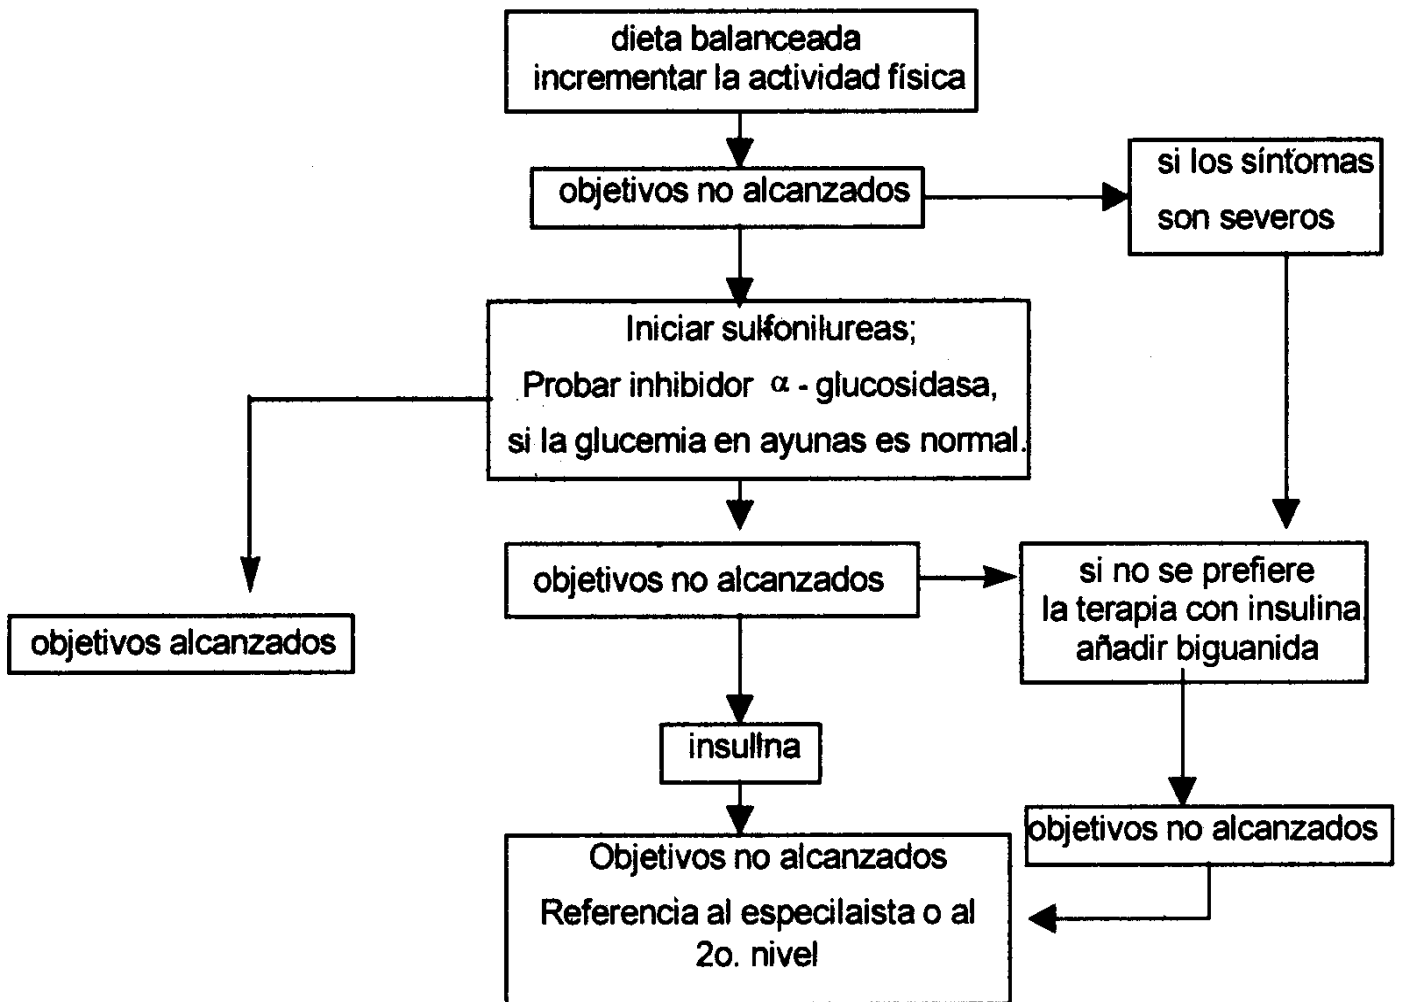 dieta balanceada
incrementar la actividad física
objetivos no alcanzados
si los síntomas
son severos
Iniciar sulfonilureas;
Probar inhibidor α - glucosidasa,
si la glucemia en ayunas es normal.
objetivos no alcanzados
si no se prefiere
la terapia con insulina
añadir biguanida
objetivos alcanzados
insulina
objetivos no alcanzados
Objetivos no alcanzados
Referencia al especilaista o al
2o. nivel